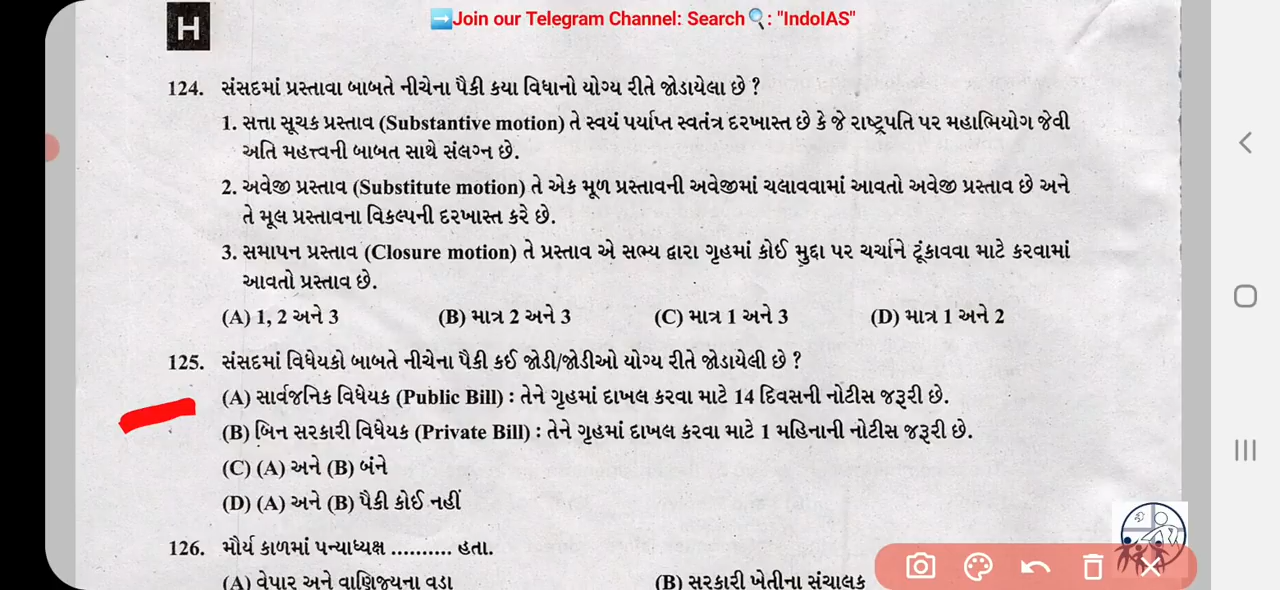 H
➡️Join our Telegram Channel: Search🔍: "IndoIAS"
124. સંસદમાં પ્રસ્તાવા બાબતે નીચેના પૈકી કયા વિધાનો યોગ્ય રીતે જોડાયેલા છે ?
1. સત્તા સૂચક પ્રસ્તાવ (Substantive motion) તે સ્વયં પર્યાપ્ત સ્વતંત્ર દરખાસ્ત છે કે જે રાષ્ટ્રપતિ પર મહાભિયોગ જેવી
અતિ મહત્ત્વની બાબત સાથે સંલગ્ન છે.
2. અવેજી પ્રસ્તાવ (Substitute motion) તે એક મૂળ પ્રસ્તાવની અવેજીમાં ચલાવવામાં આવતો અવેજી પ્રસ્તાવ છે અને
તે મૂલ પ્રસ્તાવના વિકલ્પની દરખાસ્ત કરે છે.
3. સમાપન પ્રસ્તાવ (Closure motion) તે પ્રસ્તાવ એ સભ્ય દ્વારા ગૃહમાં કોઈ મુદ્દા પર ચર્ચાને ટૂંકાવવા માટે કરવામાં
આવતો પ્રસ્તાવ છે.
(A) 1, 2 અને 3 (B) માત્ર 2 અને 3 (C) માત્ર 1 અને 3 (D) માત્ર 1 અને 2
125. સંસદમાં વિધેયકો બાબતે નીચેના પૈકી કઈ જોડી/જોડીઓ યોગ્ય રીતે જોડાયેલી છે ?
(A) સાર્વજનિક વિધેયક (Public Bill) : તેને ગૃહમાં દાખલ કરવા માટે 14 દિવસની નોટીસ જરૂરી છે.
(B) બિન સરકારી વિધેયક (Private Bill) : તેને ગૃહમાં દાખલ કરવા માટે 1 મહિનાની નોટીસ જરૂરી છે.
(C) (A) અને (B) બંને
(D) (A) અને (B) પૈકી કોઈ નહીં
126. મૌર્ય કાળમાં પન્યાધ્યક્ષ .......... હતા.
(A) વેપાર અને વાણિજ્યના વડા (B) સરકારી ખેતીના સંચાલક